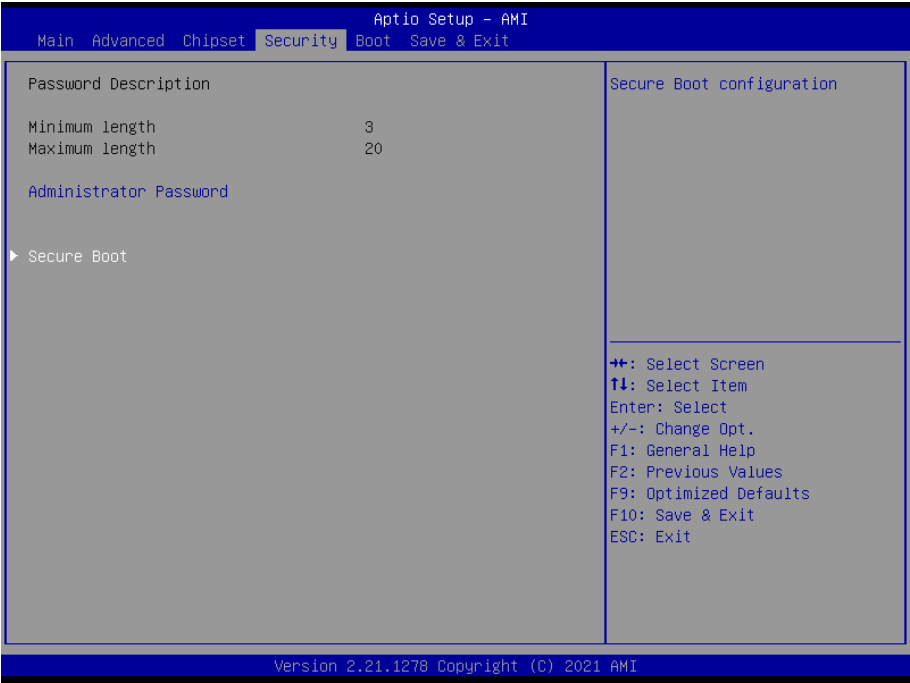 Aptio Setup – AMI
Main Advanced Chipset Security Boot Save & Exit
Password Description
Minimum length 3
Maximum length 20
Administrator Password
Secure Boot
Secure Boot configuration
→←: Select Screen
↑↓: Select Item
Enter: Select
+/-: Change Opt.
F1: General Help
F2: Previous Values
F9: Optimized Defaults
F10: Save & Exit
ESC: Exit
Version 2.21.1278 Copyright (C) 2021 AMI